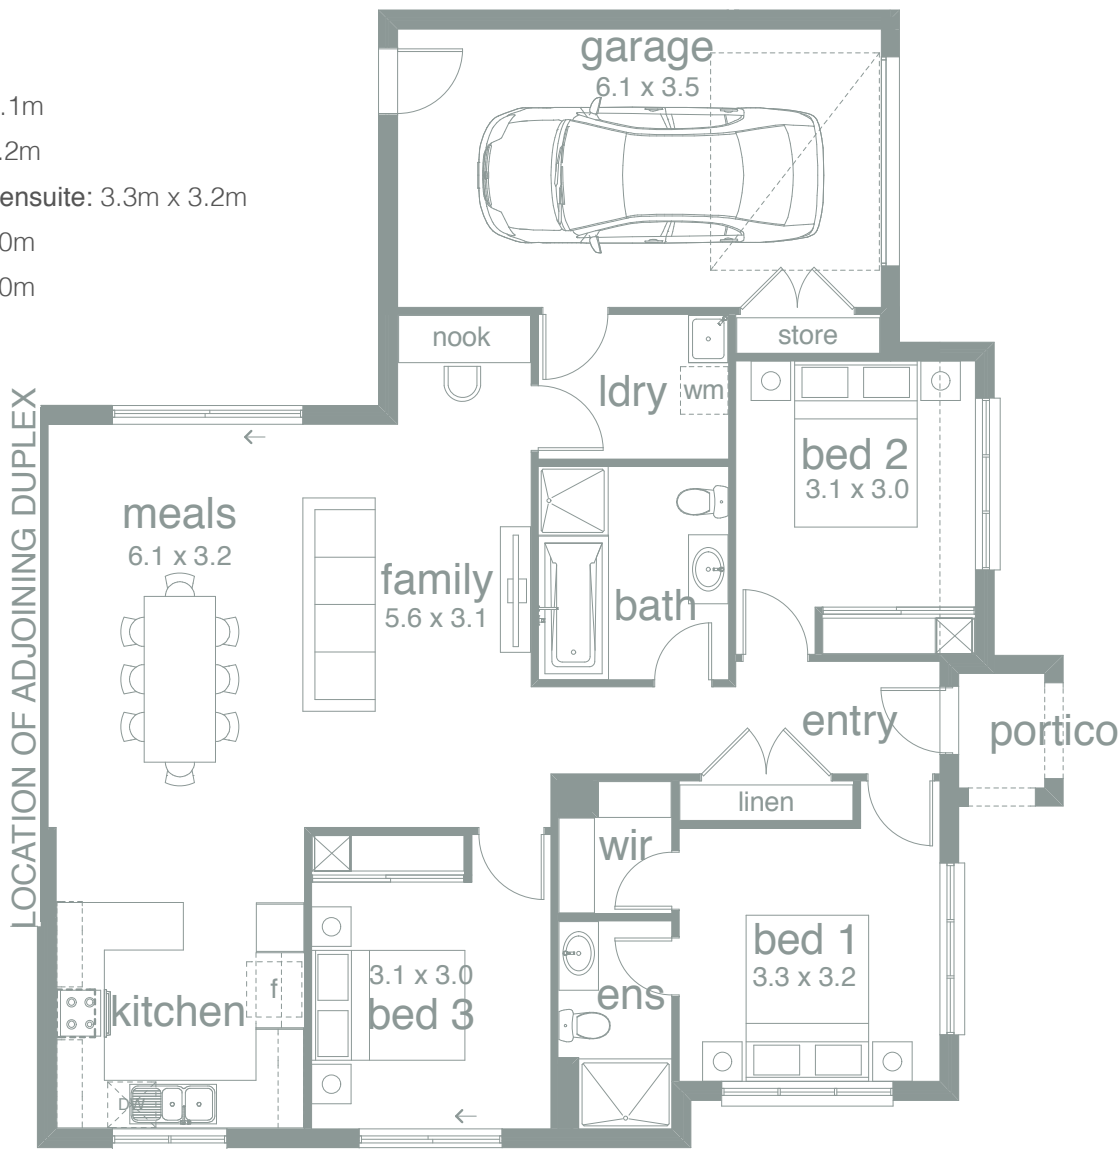 .1m
.2m
ensuite: 3.3m x 3.2m
0m
0m
garage
6.1 x 3.5
nook
store
ldry
wm
bed 2
3.1 x 3.0
LOCATION OF ADJOINING DUPLEX
meals
6.1 x 3.2
family
5.6 x 3.1
bath
entry
portico
linen
wir
bed 1
3.3 x 3.2
3.1 x 3.0
bed 3
ens
kitchen
f
DW